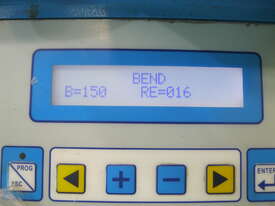 BEND
B=150 RE=016
PROG
ESC
+
-
ENTER